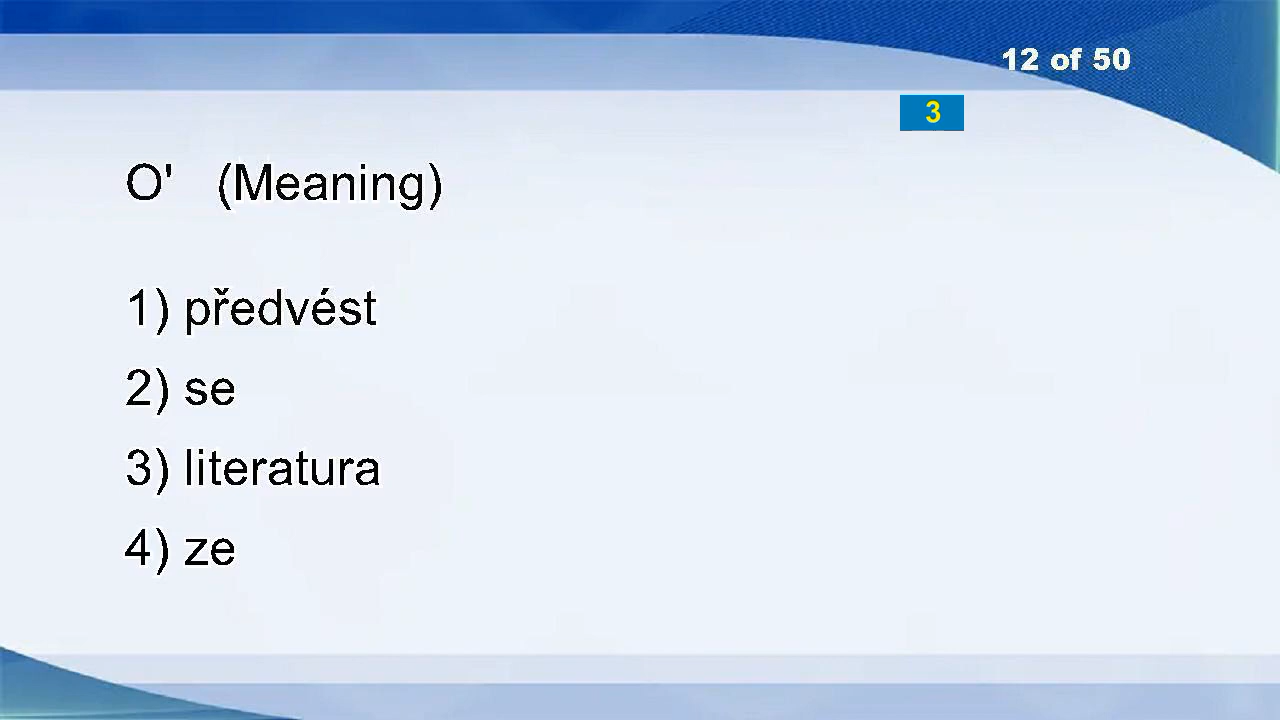 12 of 50
3
O' (Meaning)
1) předvést
2) se
3) literatura
4) ze